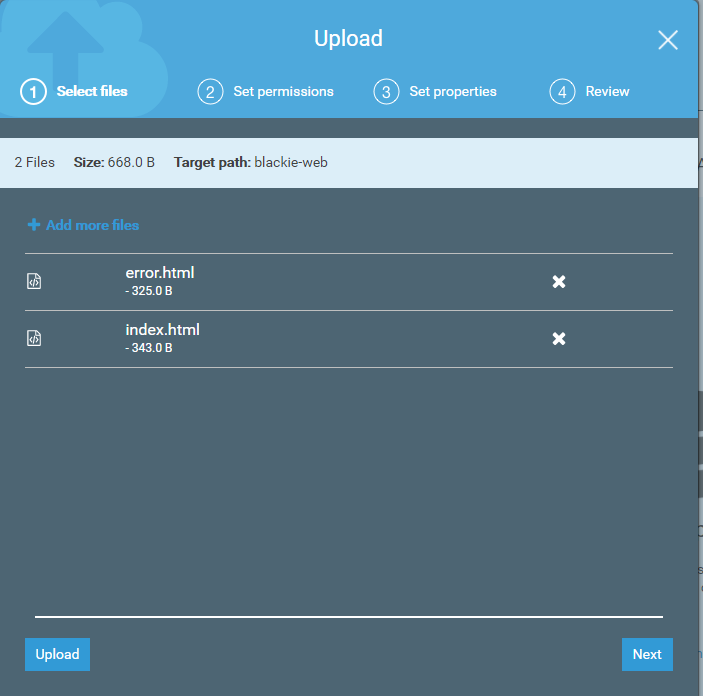 Upload
1 Select files 2 Set permissions 3 Set properties 4 Review
2 Files Size: 668.0 B Target path: blackie-web
+ Add more files
error.html
- 325.0 B
index.html
- 343.0 B
Upload Next